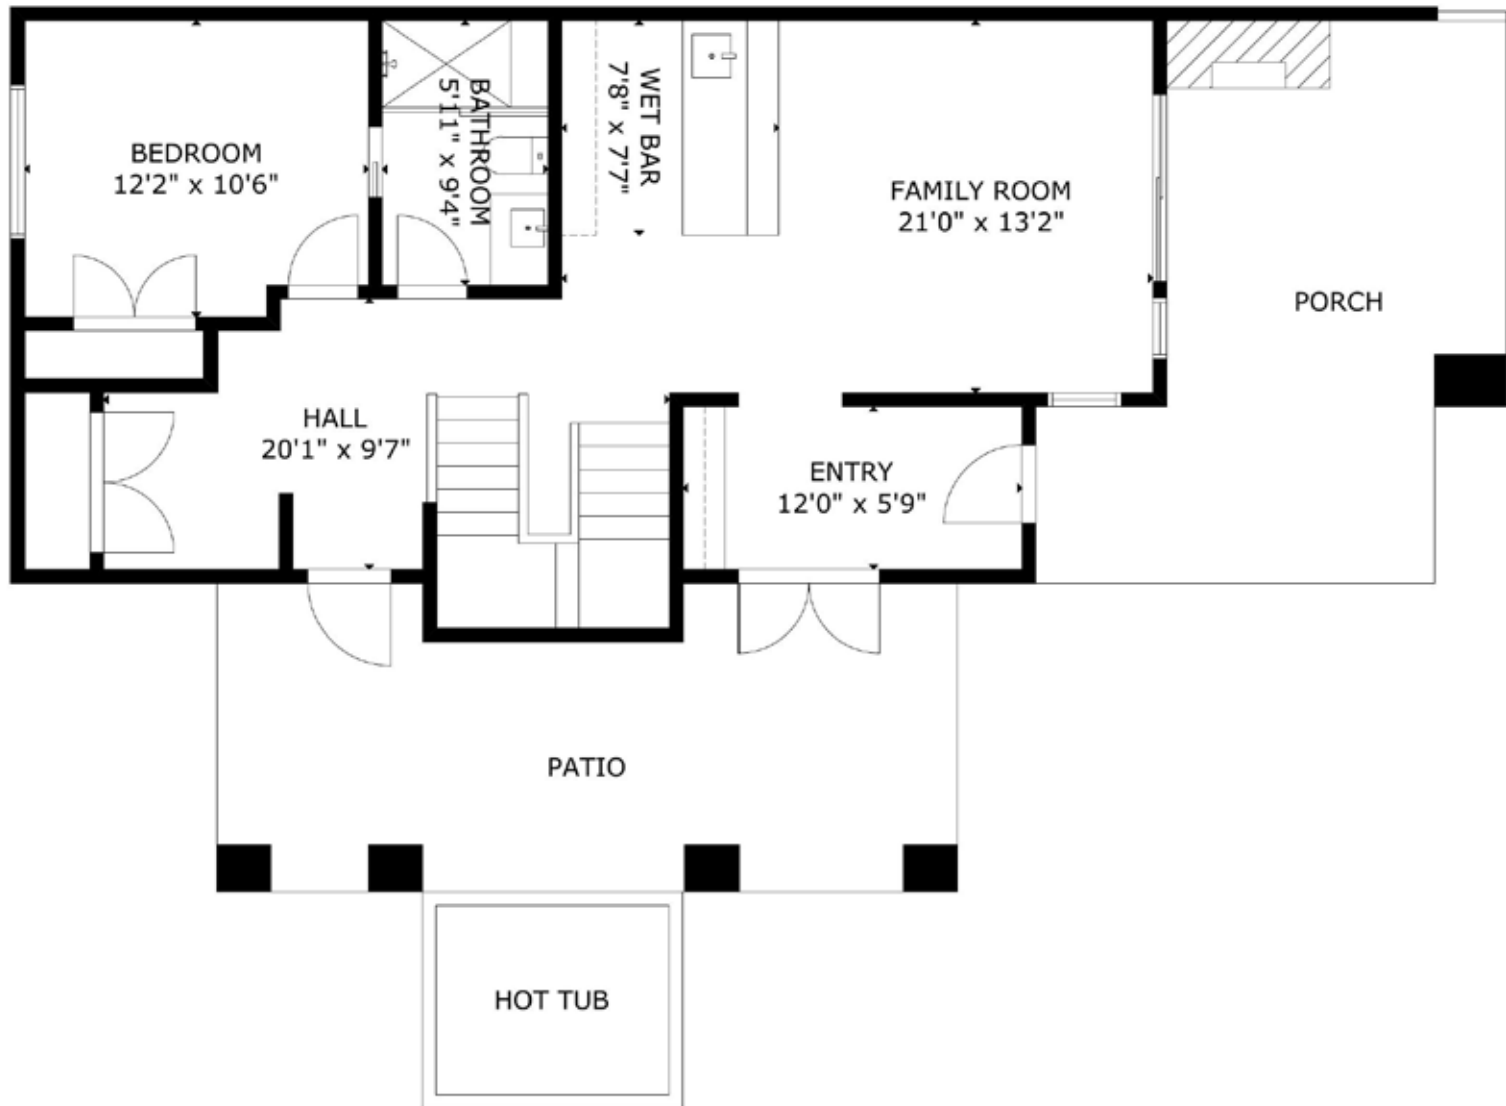 BEDROOM
12'2" x 10'6"
BATHROOM
5'11" x 9'4"
WET BAR
7'8" x 7'7"
FAMILY ROOM
21'0" x 13'2"
PORCH
HALL
20'1" x 9'7"
ENTRY
12'0" x 5'9"
PATIO
HOT TUB